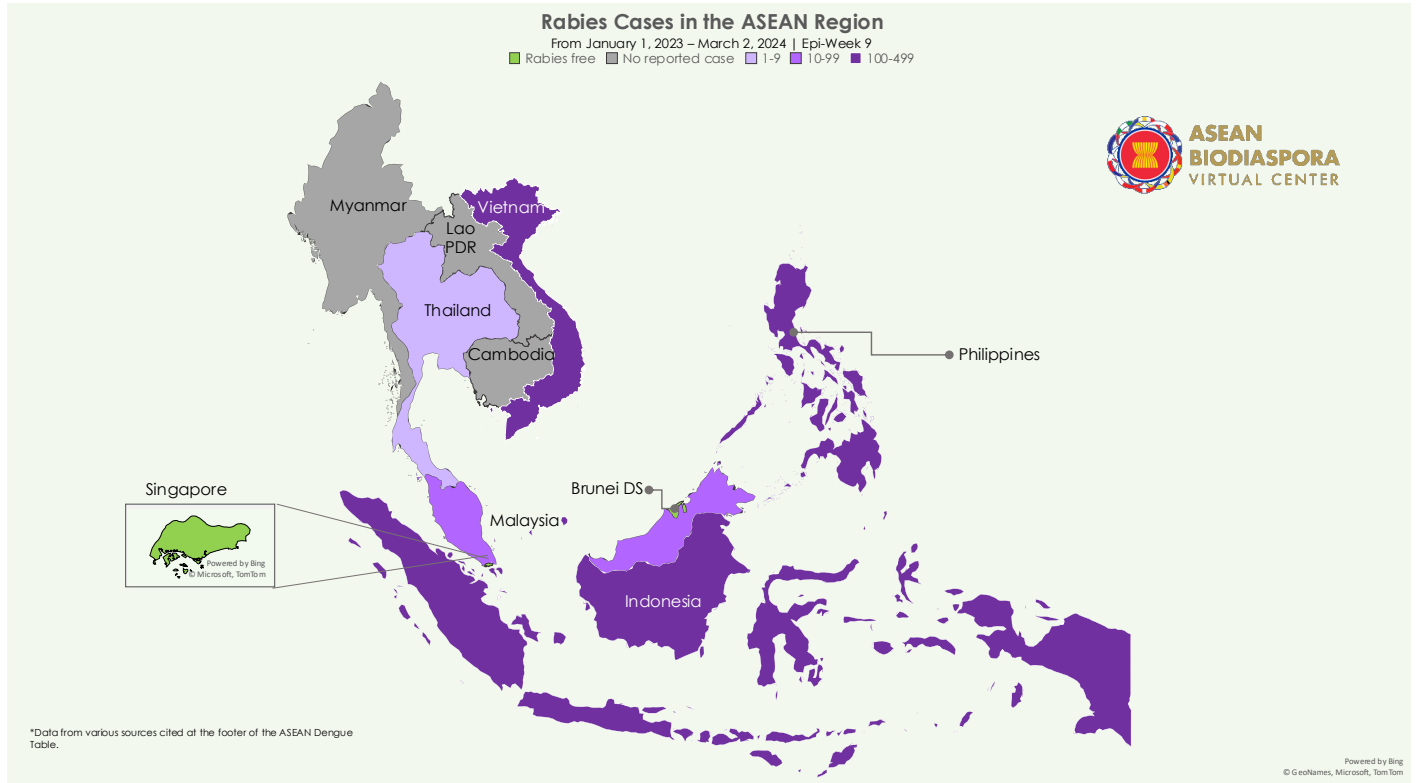 Rabies Cases in the ASEAN Region
From January 1, 2023 – March 2, 2024 | Epi-Week 9
Rabies free No reported case 1-9 10-99 100-499
ASEAN
BIODIASPORA
VIRTUAL CENTER
Myanmar
Vietnam
Lao
PDR
Thailand
Cambodia
Philippines
Singapore
Brunei DS
Malaysia
Powered by Bing
© Microsoft, TomTom
Indonesia
*Data from various sources cited at the footer of the ASEAN Dengue
Table.
Powered by Bing
© GeoNames, Microsoft, TomTom